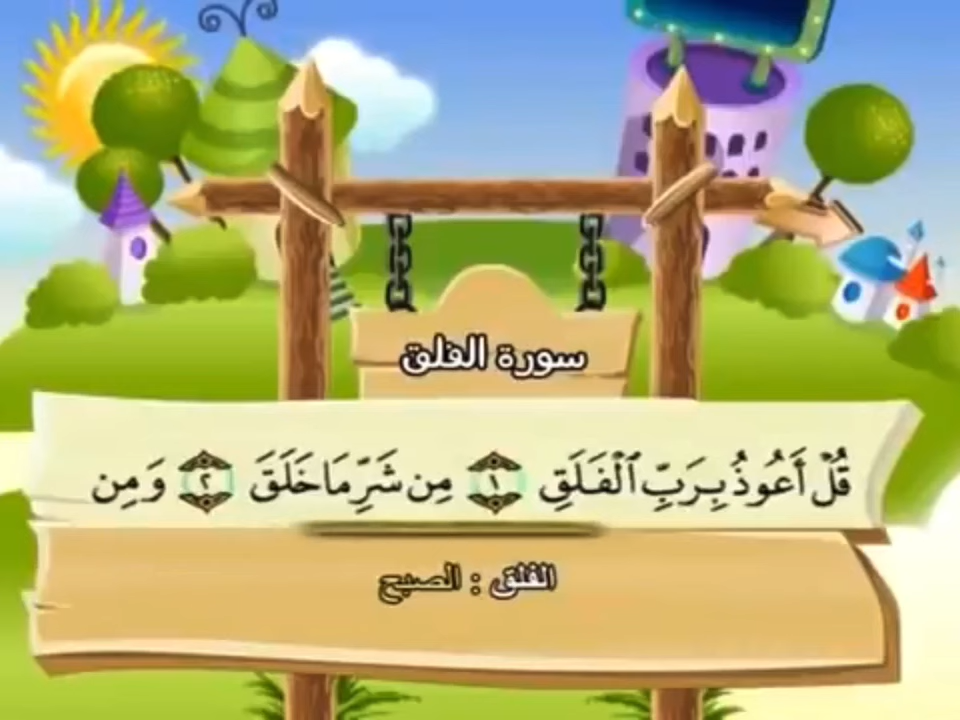 سورة الفلق
قُلْ أَعُوذُ بِرَبِّ ٱلْفَلَقِ ١ مِن شَرِّ مَا خَلَقَ ٢ وَمِن
الفلق : الصبح